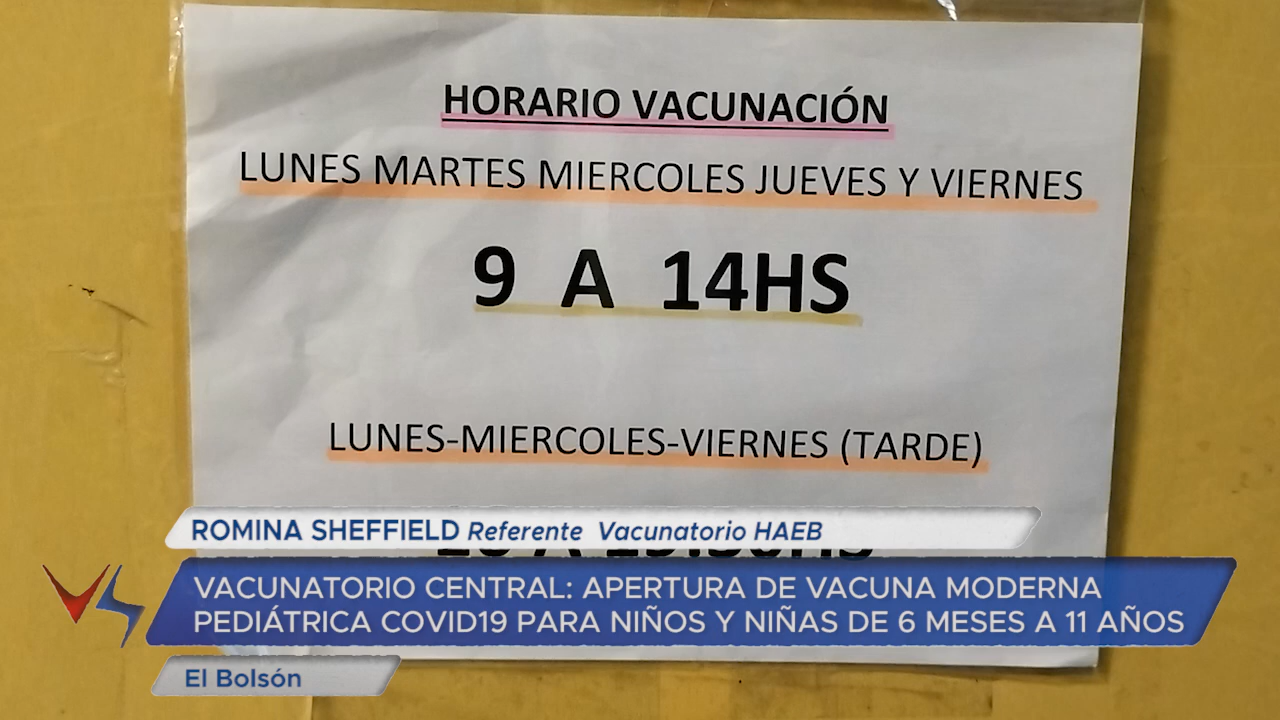 HORARIO VACUNACIÓN
LUNES MARTES MIERCOLES JUEVES Y VIERNES
9 A 14HS
LUNES-MIERCOLES-VIERNES (TARDE)
ROMINA SHEFFIELD Referente Vacunatorio HAEB
VACUNATORIO CENTRAL: APERTURA DE VACUNA MODERNA
PEDIÁTRICA COVID19 PARA NIÑOS Y NIÑAS DE 6 MESES A 11 AÑOS
El Bolsón